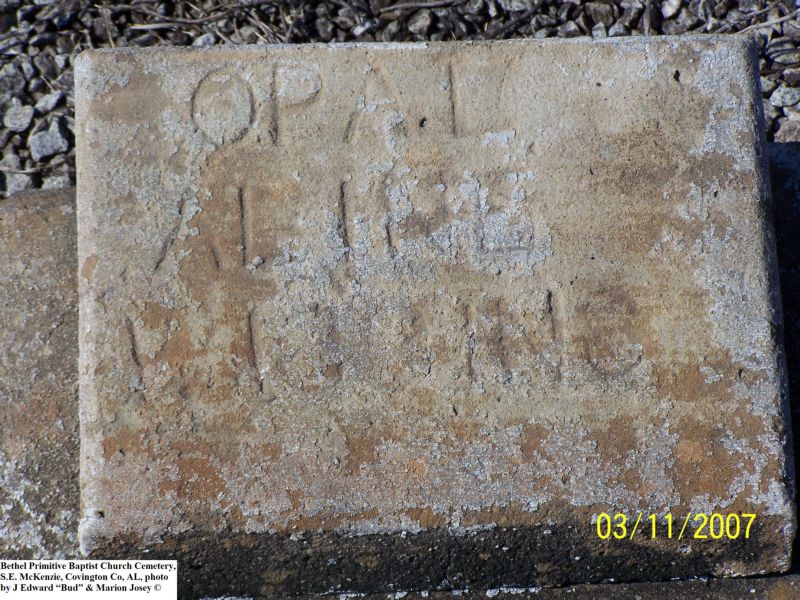 OPAL
ALINE
03/11/2007
Bethel Primitive Baptist Church Cemetery,
S.E. McKenzie, Covington Co, AL, photo
by J Edward “Bud” & Marion Josey ©